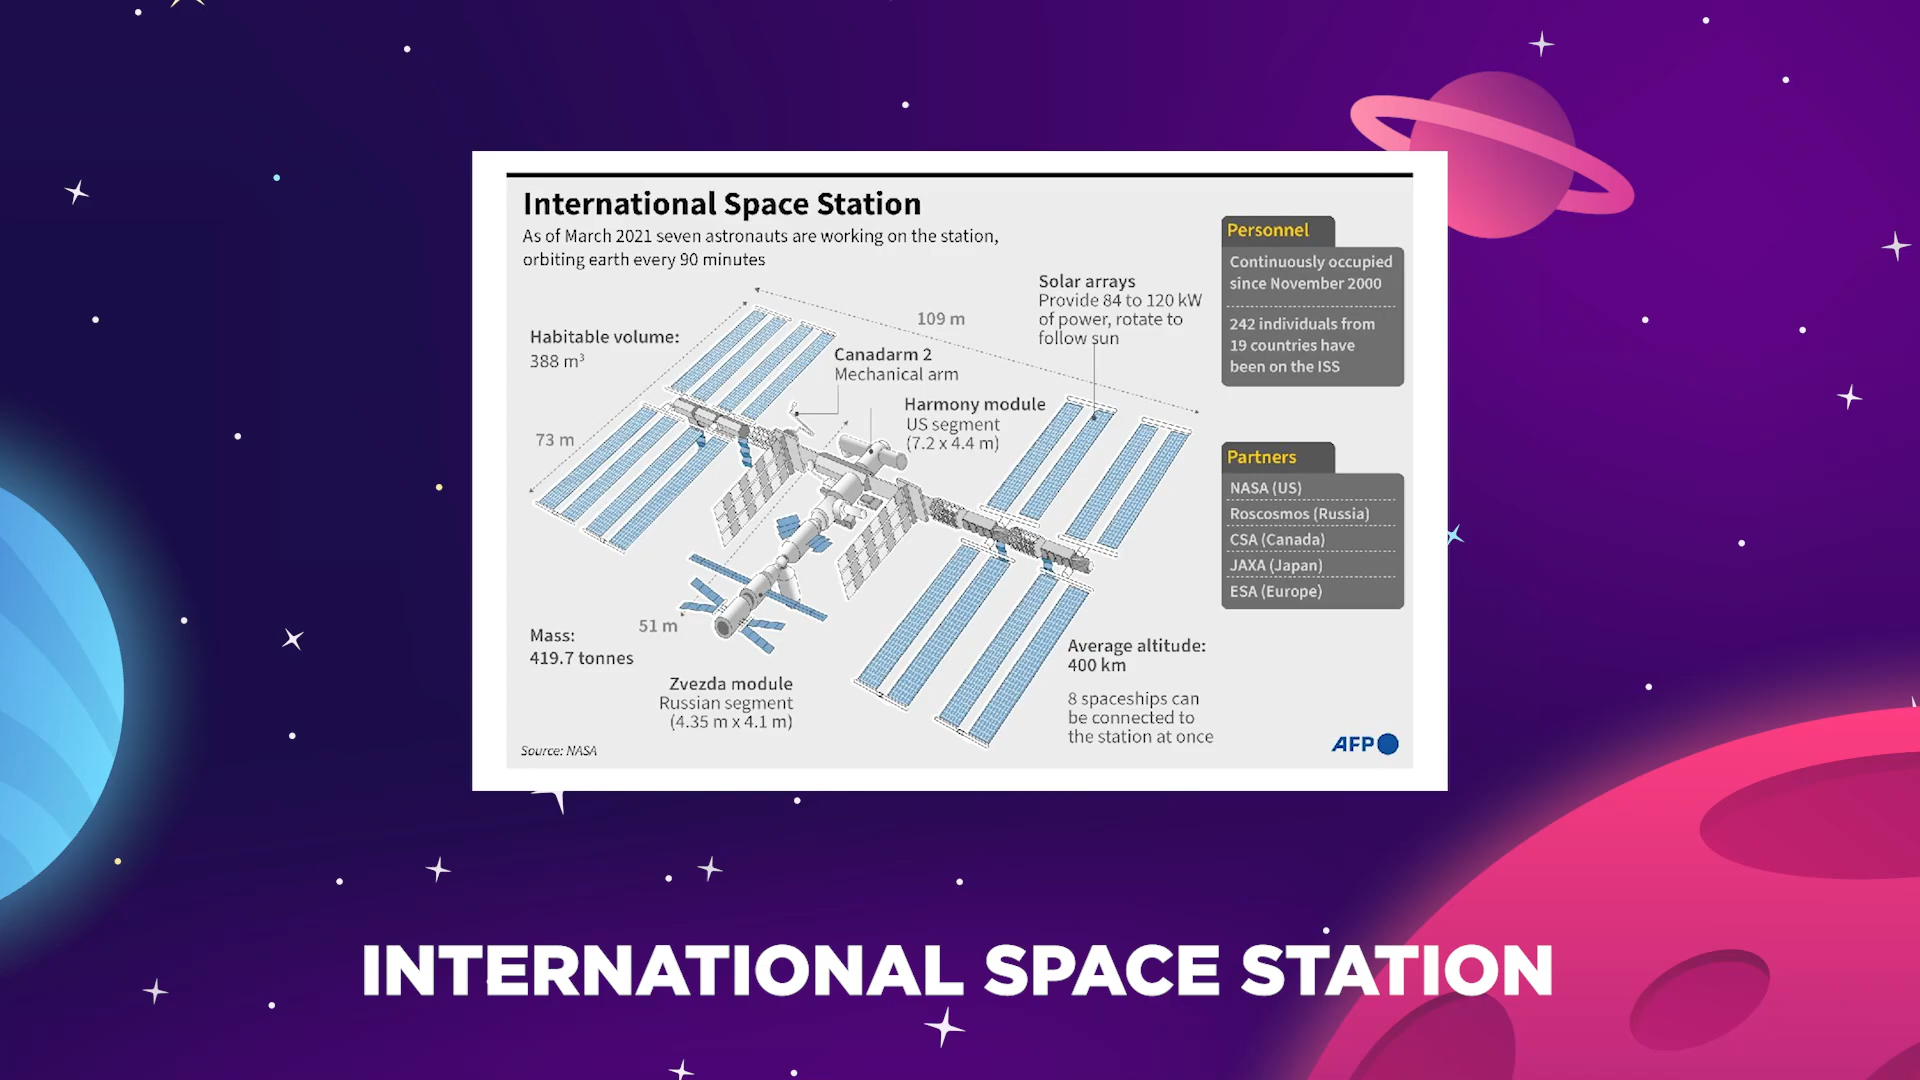 International Space Station
As of March 2021 seven astronauts are working on the station,
orbiting earth every 90 minutes
Habitable volume:
388 m³
73 m
109 m
Canadarm 2
Mechanical arm
Harmony module
US segment
(7.2 x 4.4 m)
Solar arrays
Provide 84 to 120 kW
of power, rotate to
follow sun
51 m
Mass:
419.7 tonnes
Zvezda module
Russian segment
(4.35 m x 4.1 m)
Average altitude:
400 km
8 spaceships can
be connected to
the station at once
Personnel
Continuously occupied
since November 2000
242 individuals from
19 countries have
been on the ISS
Partners
NASA (US)
Roscosmos (Russia)
CSA (Canada)
JAXA (Japan)
ESA (Europe)
Source: NASA
AFP
INTERNATIONAL SPACE STATION